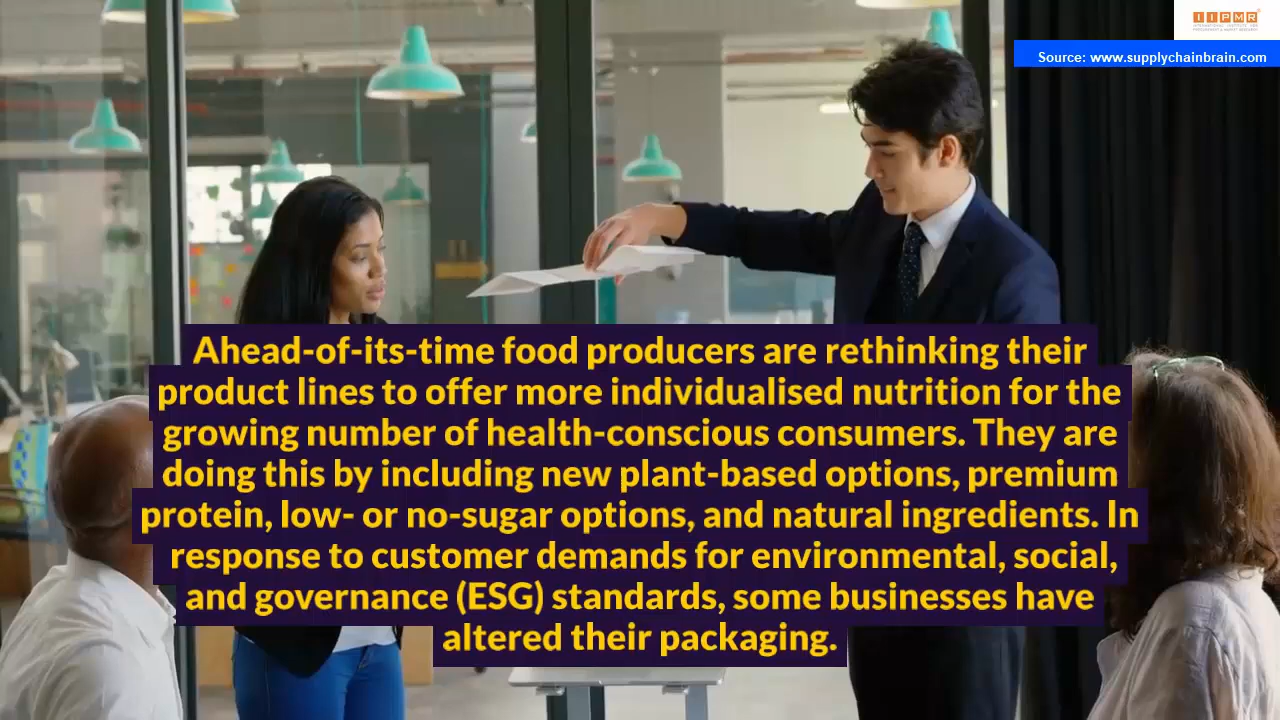 IIPMR
Source: www.supplychainbrain.com
Ahead-of-its-time food producers are rethinking their
product lines to offer more individualised nutrition for the
growing number of health-conscious consumers. They are
doing this by including new plant-based options, premium
protein, low- or no-sugar options, and natural ingredients. In
response to customer demands for environmental, social,
and governance (ESG) standards, some businesses have
altered their packaging.